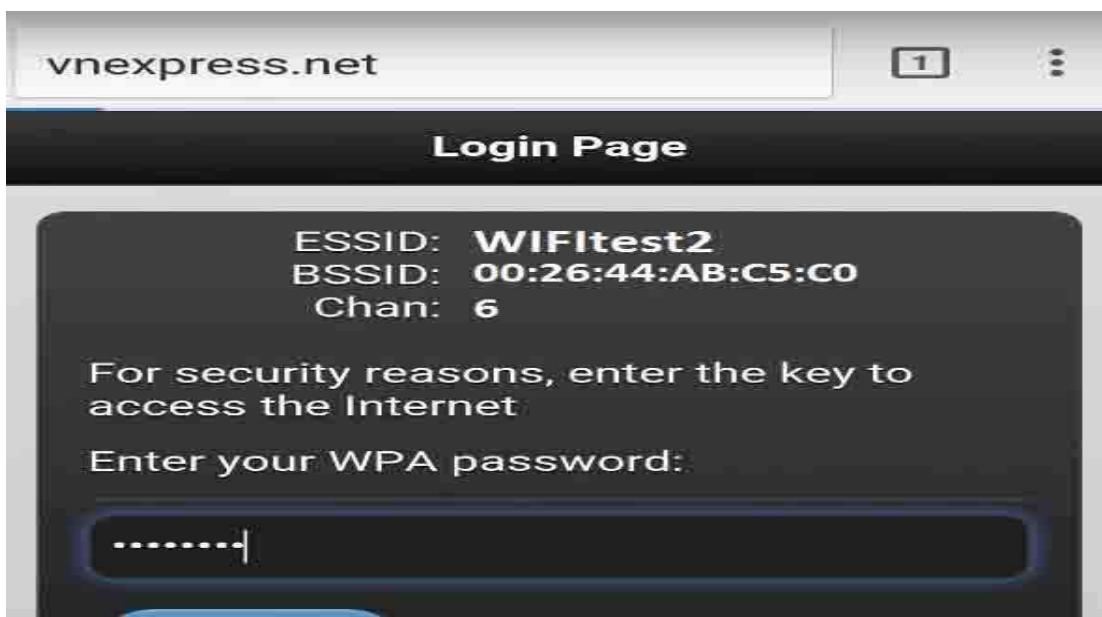 vnexpress.net
1
Login Page
ESSID: WIFItest2
BSSID: 00:26:44:AB:C5:C0
Chan: 6
For security reasons, enter the key to
access the Internet
Enter your WPA password:
••••••••